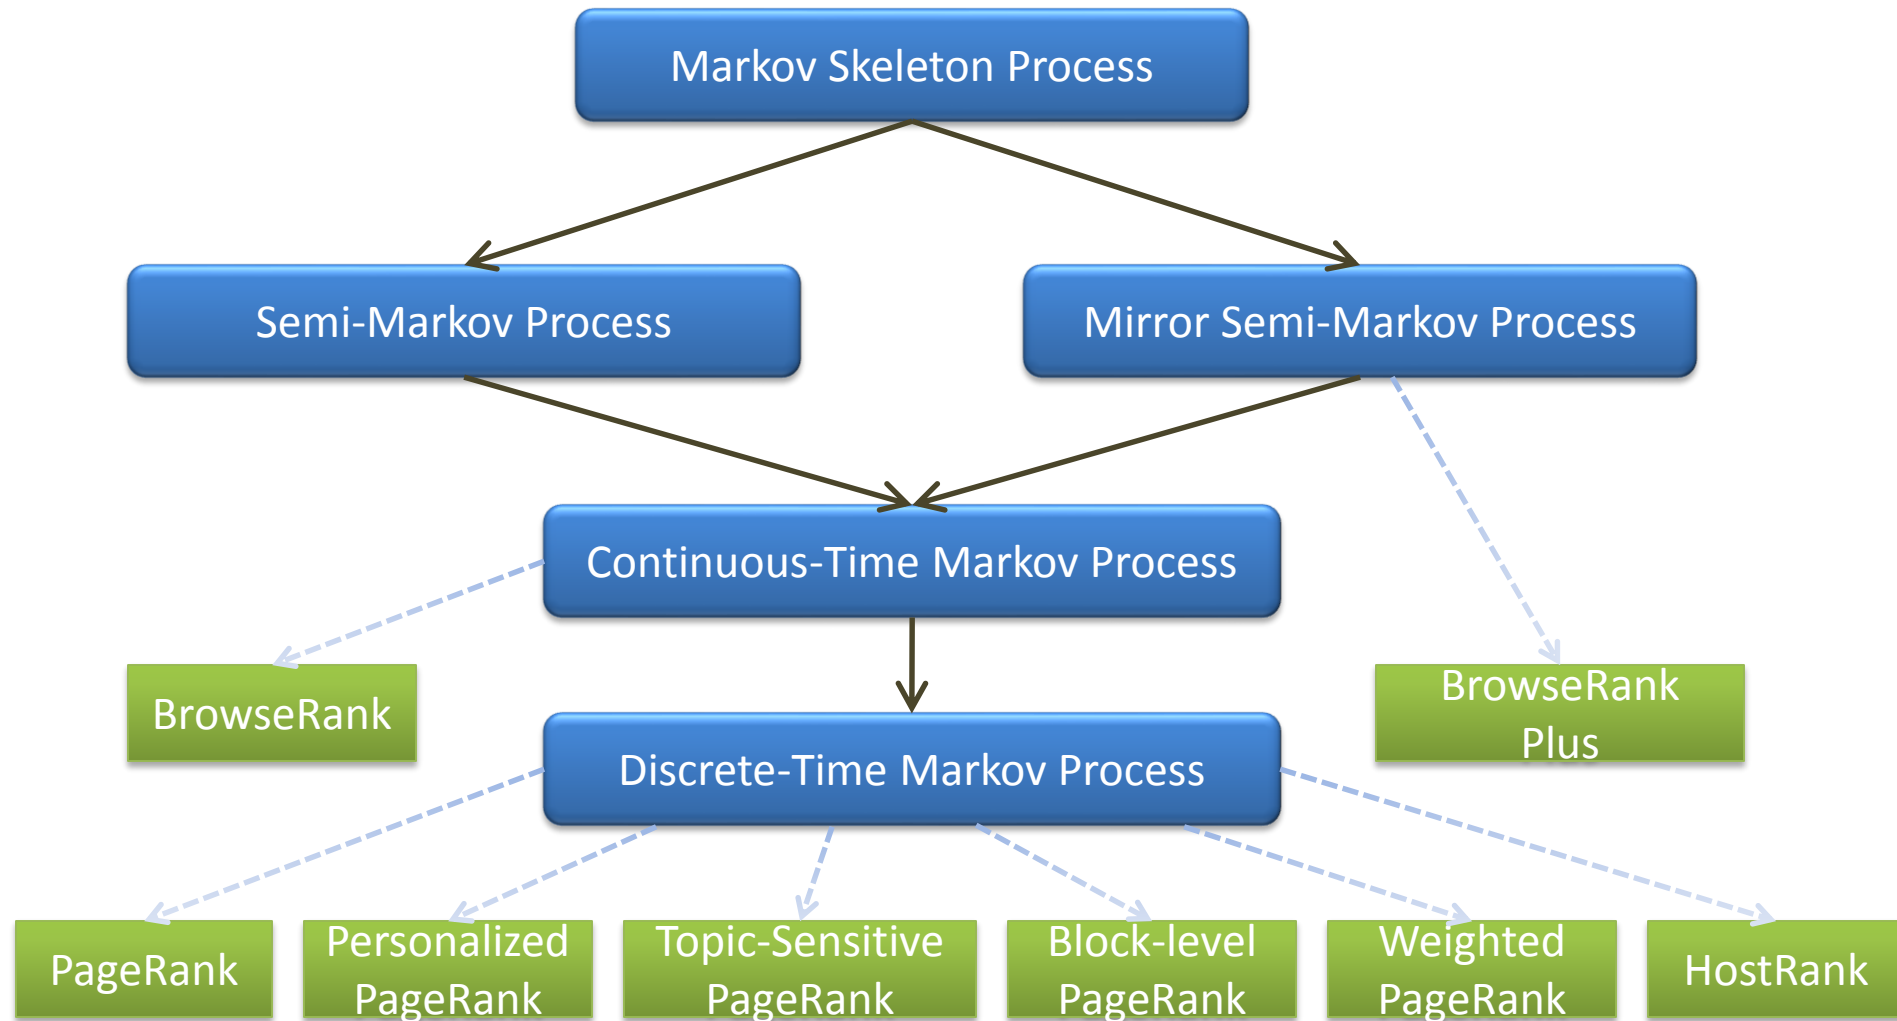 Markov Skeleton Process
Semi-Markov Process
Mirror Semi-Markov Process
Continuous-Time Markov Process
BrowseRank
BrowseRank
Plus
Discrete-Time Markov Process
PageRank
Personalized
PageRank
Topic-Sensitive
PageRank
Block-level
PageRank
Weighted
PageRank
HostRank